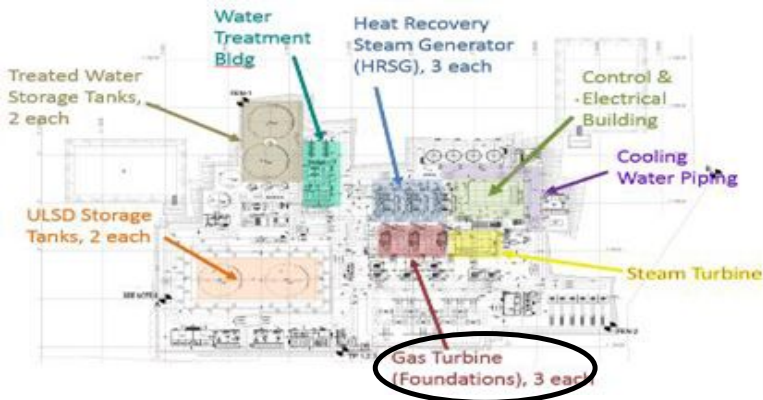 Water
Treatment
Bldg
Heat Recovery
Steam Generator
(HRSG), 3 each
Treated Water
Storage Tanks,
2 each
Control &
Electrical
Building
Cooling
Water Piping
ULSD Storage
Tanks, 2 each
Steam Turbine
Gas Turbine
(Foundations), 3 each